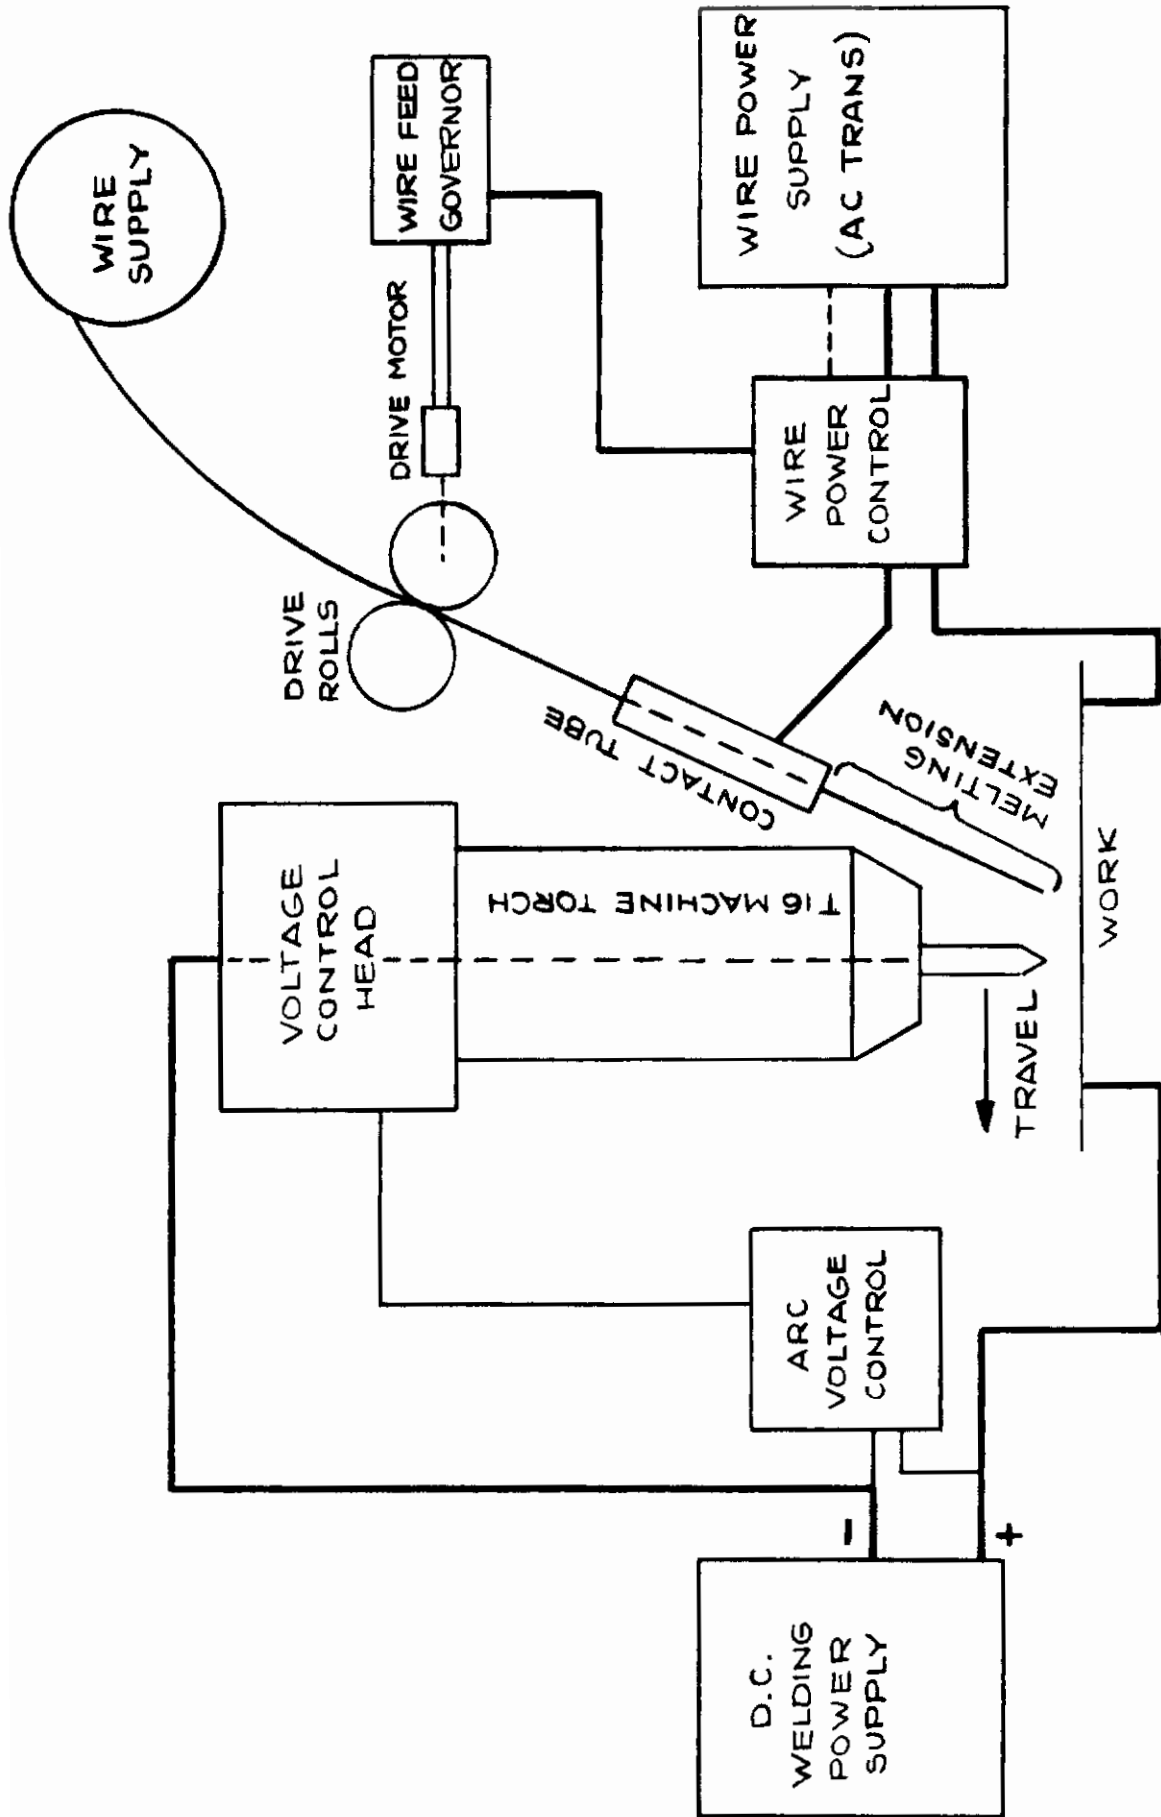 WIRE
SUPPLY
WIRE FEED
GOVERNOR
DRIVE MOTOR
DRIVE
ROLLS
WIRE POWER
SUPPLY
(AC TRANS)
WIRE
POWER
CONTROL
CONTACT TUBE
MELTING
EXTENSION
VOLTAGE
CONTROL
HEAD
TIG MACHINE TORCH
TRAVEL
WORK
ARC
VOLTAGE
CONTROL
-
+
D.C.
WELDING
POWER
SUPPLY